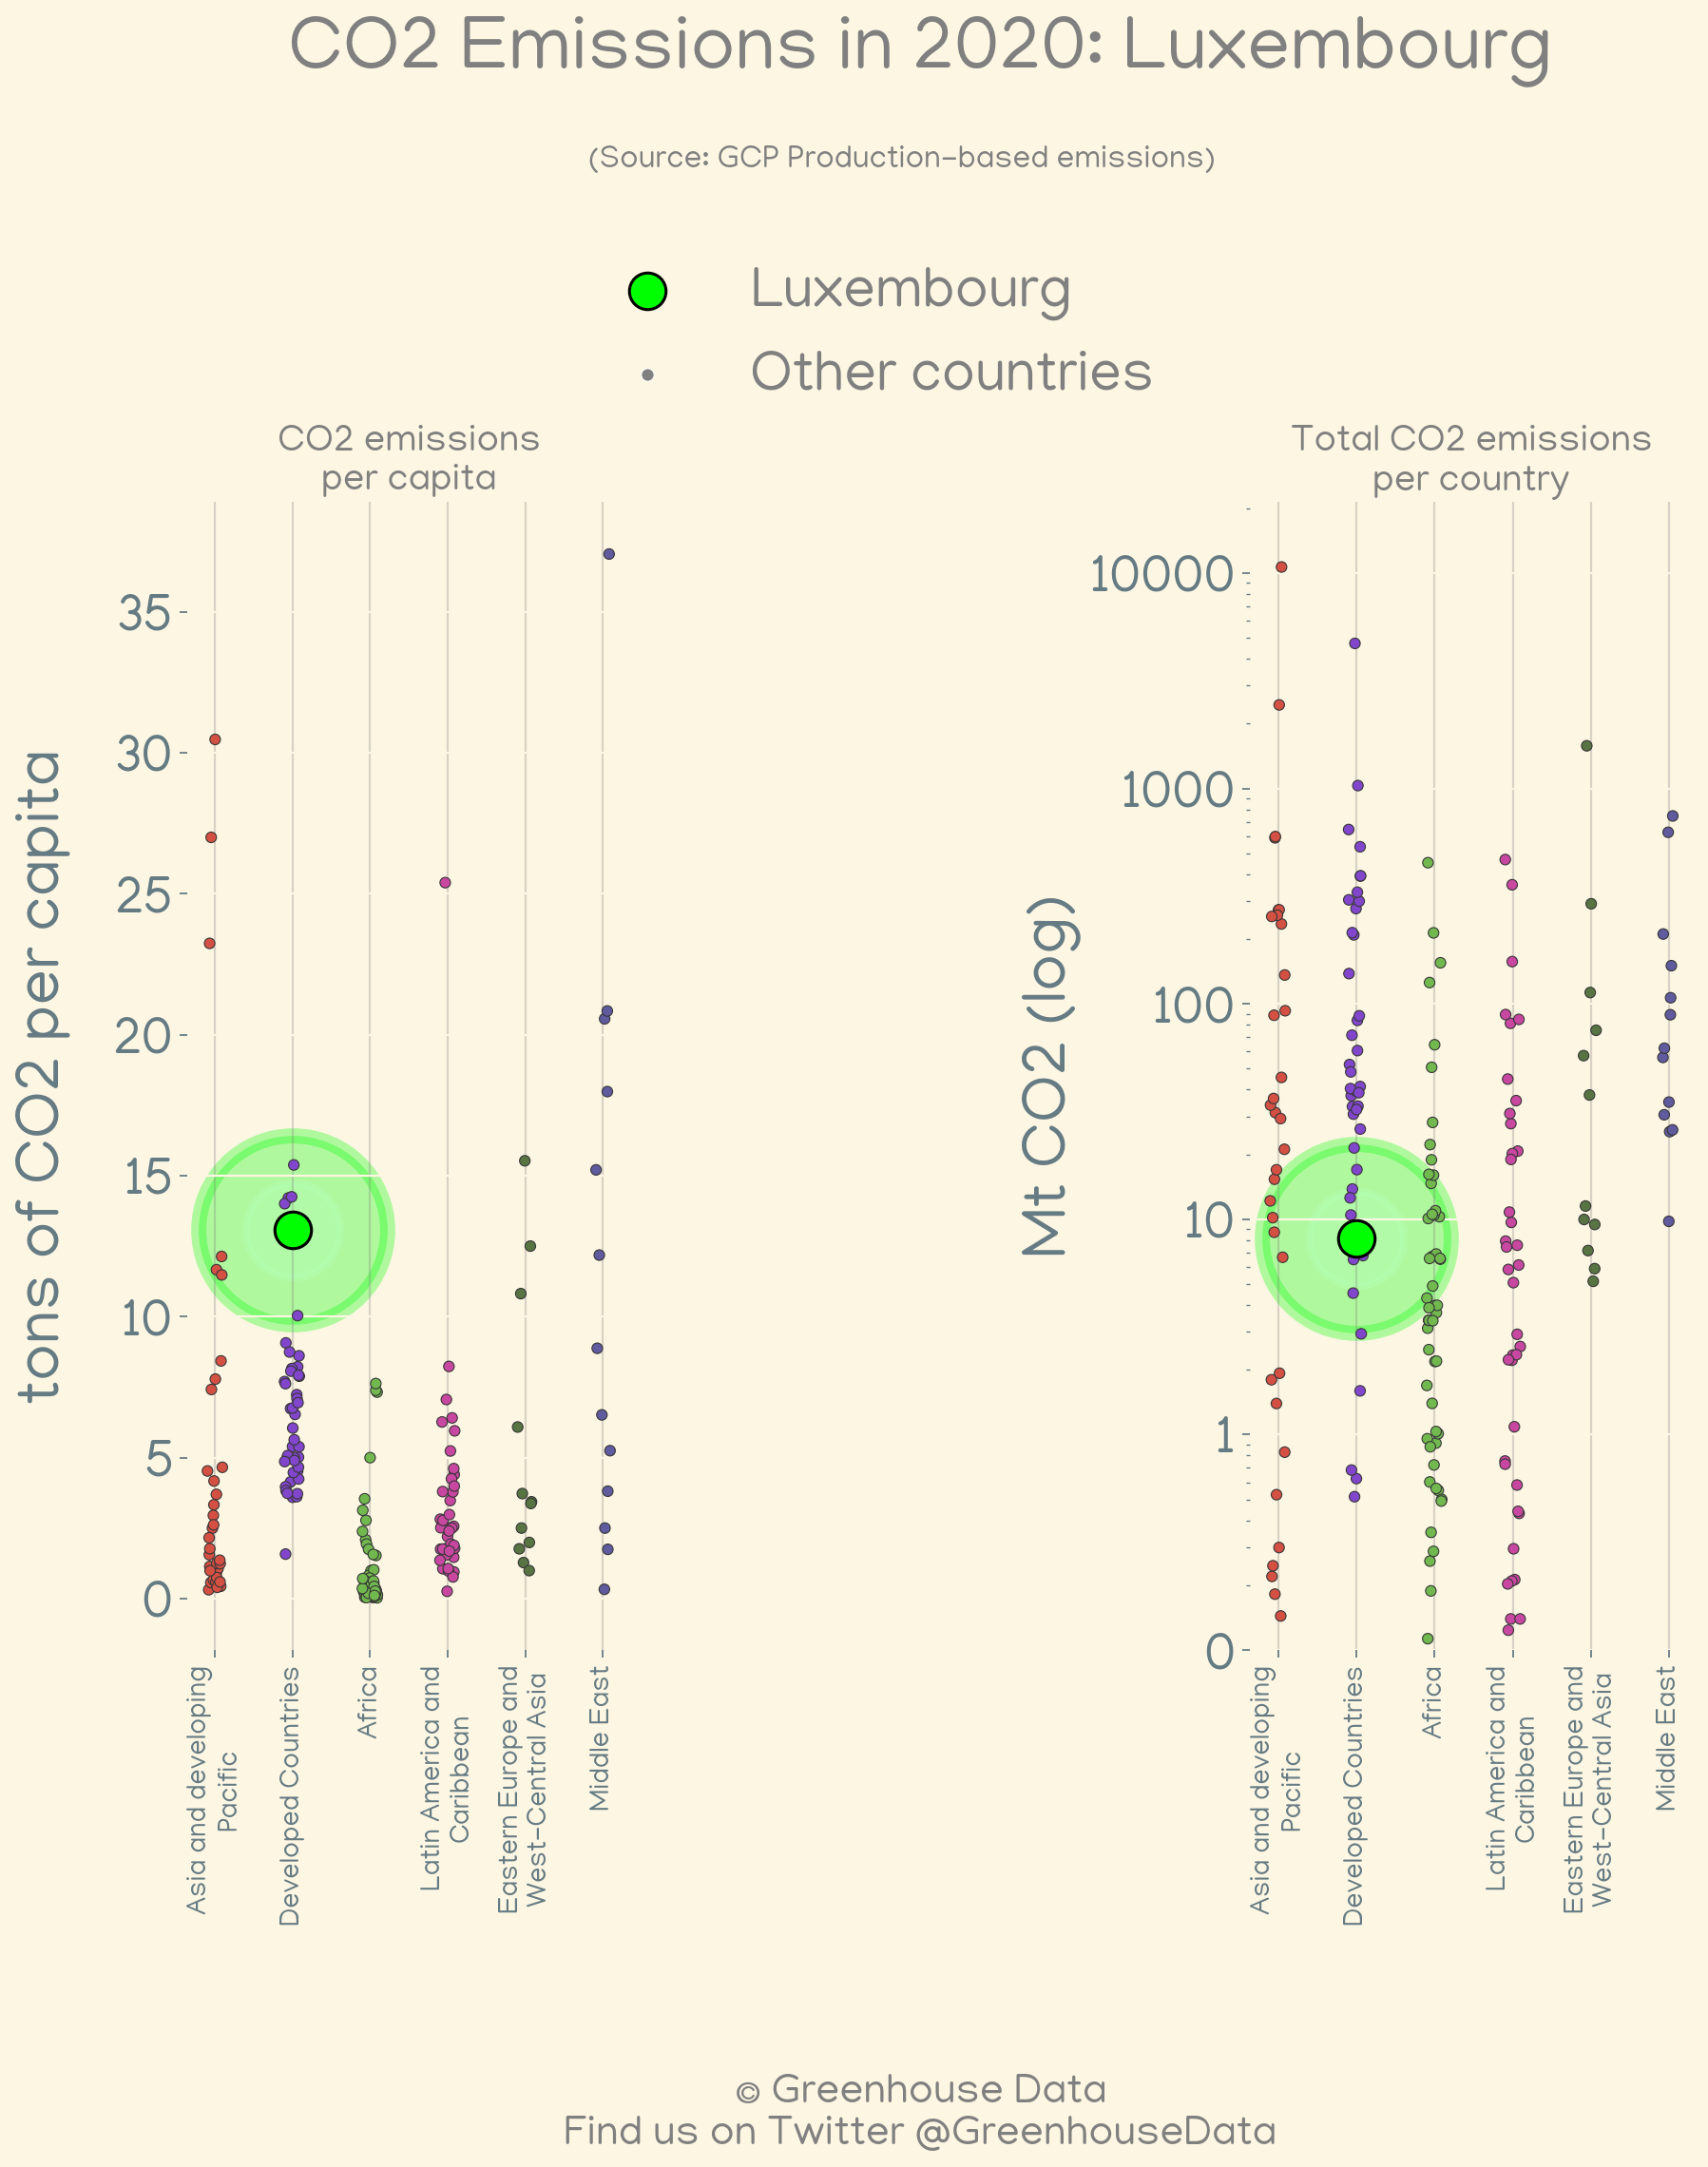 CO2 Emissions in 2020: Luxembourg
(Source: GCP Production-based emissions)
Luxembourg
Other countries
CO2 emissions
per capita
tons of CO2 per capita
35
30
25
20
15
10
5
0
Asia and developing
Pacific
Developed Countries
Africa
Latin America and
Caribbean
Eastern Europe and
West-Central Asia
Middle East
Total CO2 emissions
per country
Mt CO2 (log)
10000
1000
100
10
1
0
Asia and developing
Pacific
Developed Countries
Africa
Latin America and
Caribbean
Eastern Europe and
West-Central Asia
Middle East
© Greenhouse Data
Find us on Twitter @GreenhouseData